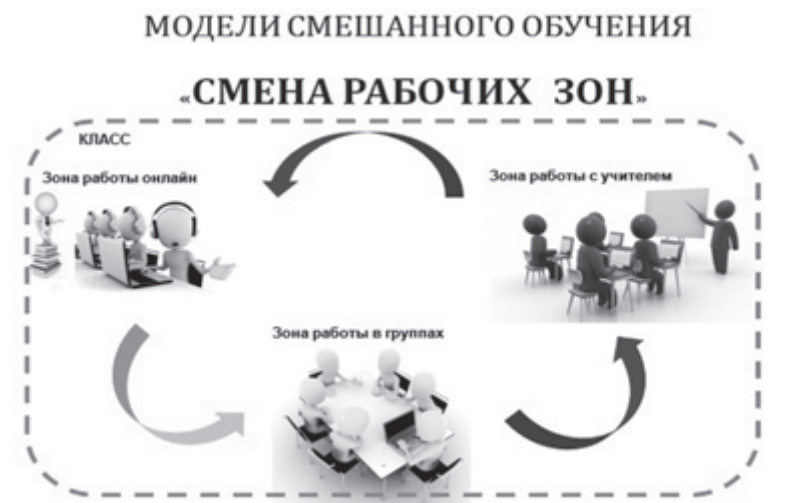 МОДЕЛИ СМЕШАННОГО ОБУЧЕНИЯ
«СМЕНА РАБОЧИХ ЗОН»
КЛАСС
Зона работы онлайн
Зона работы с учителем
Зона работы в группах